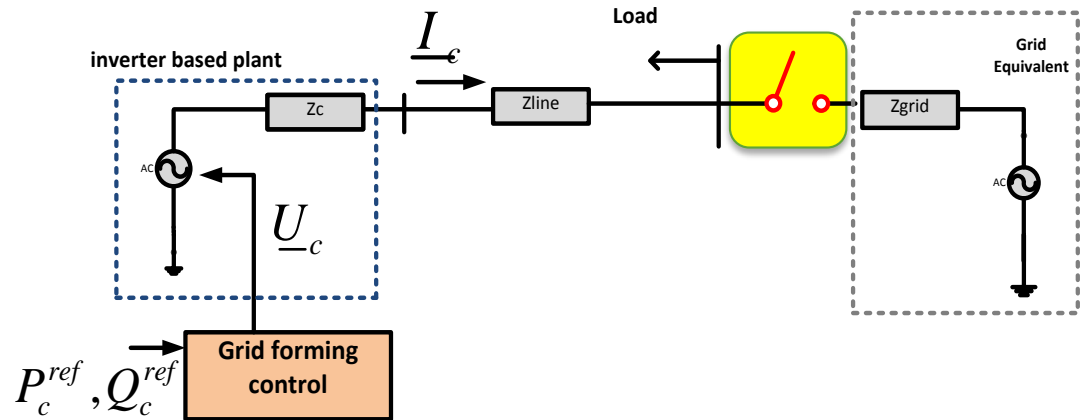 I_c
Load
inverter based plant
Grid
Equivalent
Zc
Zline
Zgrid
AC
AC
U_c
Grid forming
control
P_c^ref , Q_c^ref